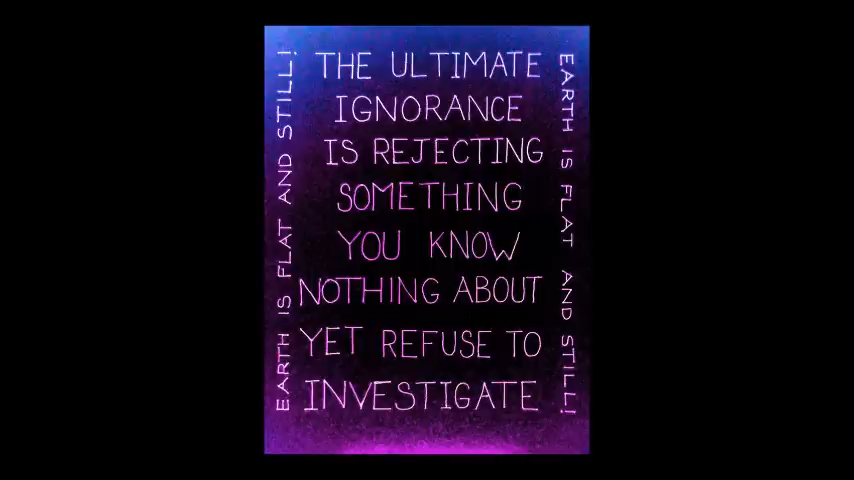 THE ULTIMATE
IGNORANCE
IS REJECTING
SOMETHING
YOU KNOW
NOTHING ABOUT
YET REFUSE TO
INVESTIGATE
EARTH IS FLAT AND STILL!
EARTH IS FLAT AND STILL!